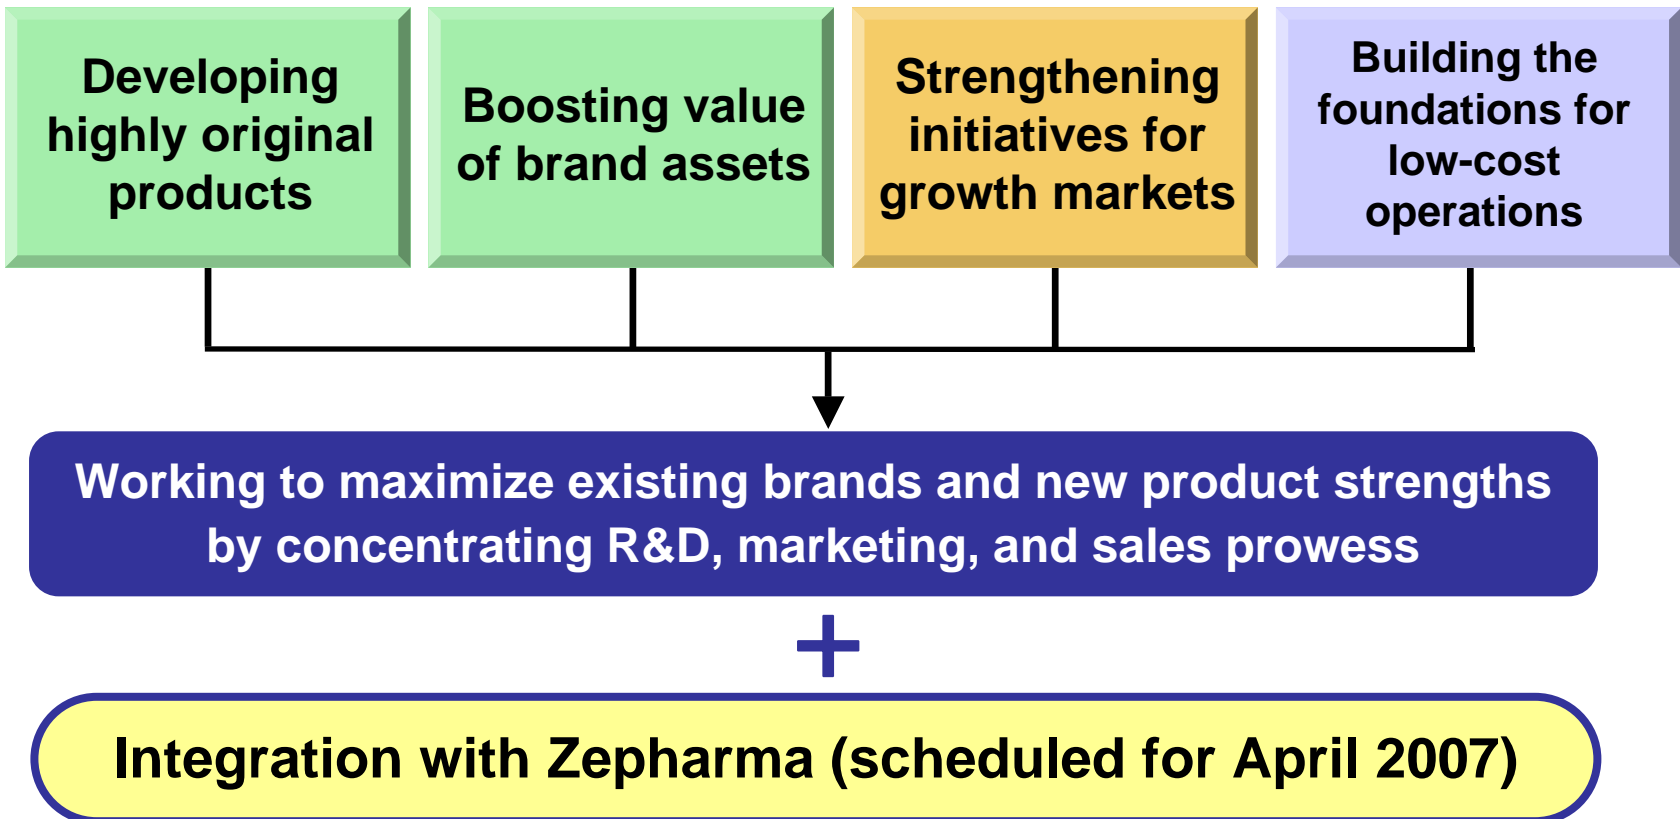 Developing
highly original
products
Boosting value
of brand assets
Strengthening
initiatives for
growth markets
Building the
foundations for
low-cost
operations
Working to maximize existing brands and new product strengths
by concentrating R&D, marketing, and sales prowess
+
Integration with Zepharma (scheduled for April 2007)